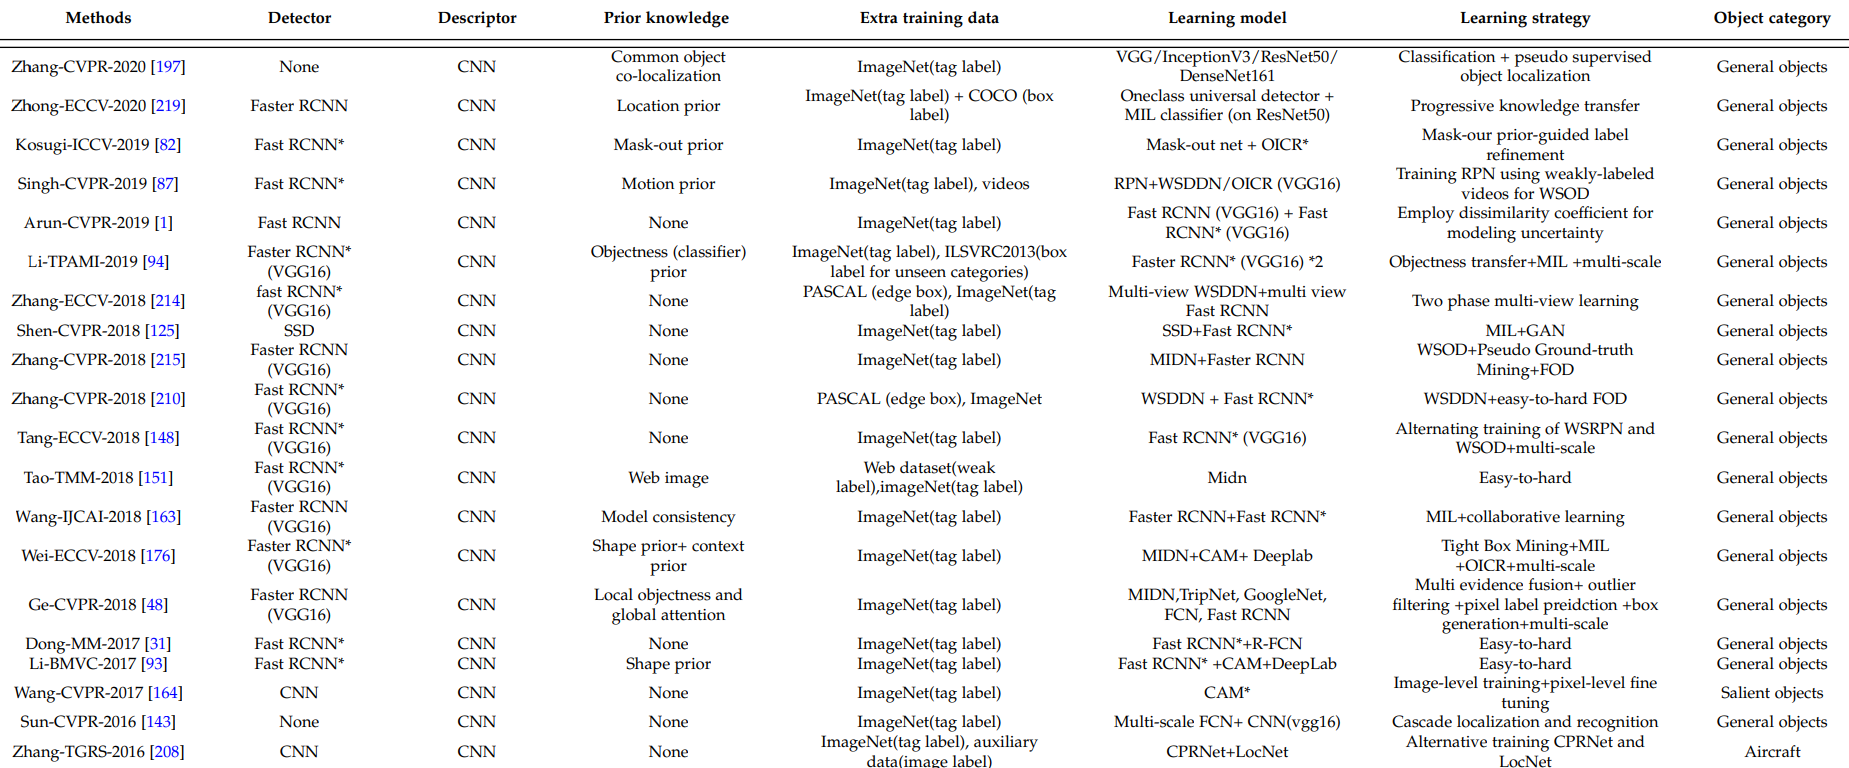 Methods Detector Descriptor Prior knowledge Extra training data Learning model Learning strategy Object category
Zhang-CVPR-2020 [197] None CNN Common object co-localization ImageNet(tag label) VGG/InceptionV3/ResNet50/ DenseNet161 Classification + pseudo supervised object localization General objects
Zhong-ECCV-2020 [219] Faster RCNN CNN Location prior ImageNet(tag label) + COCO (box label) Oneclass universal detector + MIL classifier (on ResNet50) Progressive knowledge transfer General objects
Kosugi-ICCV-2019 [82] Fast RCNN* CNN Mask-out prior ImageNet(tag label) Mask-out net + OICR* Mask-our prior-guided label refinement General objects
Singh-CVPR-2019 [87] Fast RCNN* CNN Motion prior ImageNet(tag label), videos RPN+WSDDN/OICR (VGG16) Training RPN using weakly-labeled videos for WSOD General objects
Arun-CVPR-2019 [1] Fast RCNN CNN None ImageNet(tag label) Fast RCNN (VGG16) + Fast RCNN* (VGG16) Employ dissimilarity coefficient for modeling uncertainty General objects
Li-TPAMI-2019 [94] Faster RCNN* (VGG16) CNN Objectness (classifier) prior ImageNet(tag label), ILSVRC2013(box label for unseen categories) Faster RCNN* (VGG16) *2 Objectness transfer+MIL +multi-scale General objects
Zhang-ECCV-2018 [214] fast RCNN* (VGG16) CNN None PASCAL (edge box), ImageNet(tag label) Multi-view WSDDN+multi view Fast RCNN Two phase multi-view learning General objects
Shen-CVPR-2018 [125] SSD CNN None ImageNet(tag label) SSD+Fast RCNN* MIL+GAN General objects
Zhang-CVPR-2018 [215] Faster RCNN (VGG16) CNN None ImageNet(tag label) MIDN+Faster RCNN WSOD+Pseudo Ground-truth Mining+FOD General objects
Zhang-CVPR-2018 [210] Fast RCNN* (VGG16) CNN None PASCAL (edge box), ImageNet WSDDN + Fast RCNN* WSDDN+easy-to-hard FOD General objects
Tang-ECCV-2018 [148] Fast RCNN* (VGG16) CNN None ImageNet(tag label) Fast RCNN* (VGG16) Alternating training of WSRPN and WSOD+multi-scale General objects
Tao-TMM-2018 [151] Fast RCNN* (VGG16) CNN Web image Web dataset(weak label),imageNet(tag label) Midn Easy-to-hard General objects
Wang-IJCAI-2018 [163] Faster RCNN (VGG16) CNN Model consistency ImageNet(tag label) Faster RCNN+Fast RCNN* MIL+collaborative learning General objects
Wei-ECCV-2018 [176] Faster RCNN* (VGG16) CNN Shape prior+ context prior ImageNet(tag label) MIDN+CAM+ Deeplab Tight Box Mining+MIL +OICR+multi-scale General objects
Ge-CVPR-2018 [48] Faster RCNN (VGG16) CNN Local objectness and global attention ImageNet(tag label) MIDN,TripNet, GoogleNet, FCN, Fast RCNN Multi evidence fusion+ outlier filtering +pixel label preidction +box generation+multi-scale General objects
Dong-MM-2017 [31] Fast RCNN* CNN None ImageNet(tag label) Fast RCNN*+R-FCN Easy-to-hard General objects
Li-BMVC-2017 [93] Fast RCNN* CNN Shape prior ImageNet(tag label) Fast RCNN* +CAM+DeepLab Easy-to-hard General objects
Wang-CVPR-2017 [164] CNN CNN None ImageNet(tag label) CAM* Image-level training+pixel-level fine tuning Salient objects
Sun-CVPR-2016 [143] None CNN None ImageNet(tag label) Multi-scale FCN+ CNN(vgg16) Cascade localization and recognition General objects
Zhang-TGRS-2016 [208] CNN CNN None ImageNet(tag label), auxiliary data(image label) CPRNet+LocNet Alternative training CPRNet and LocNet Aircraft